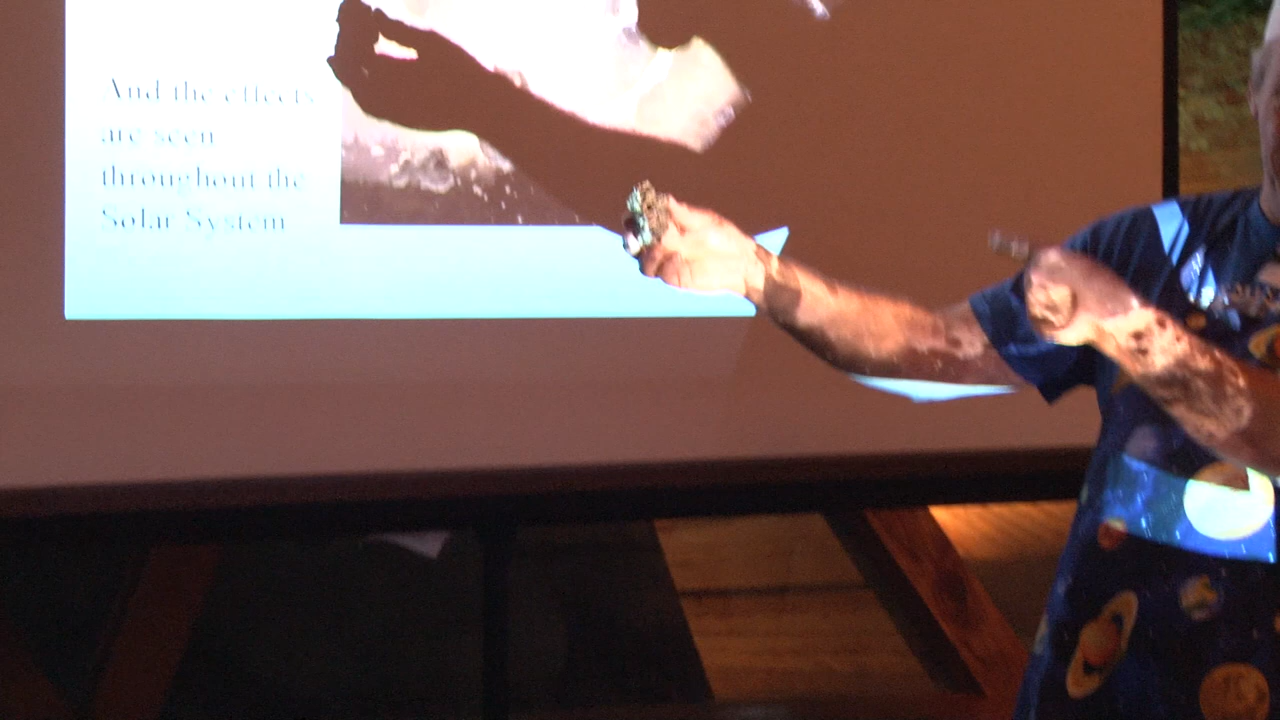 And the effects
are seen
throughout the
Solar System